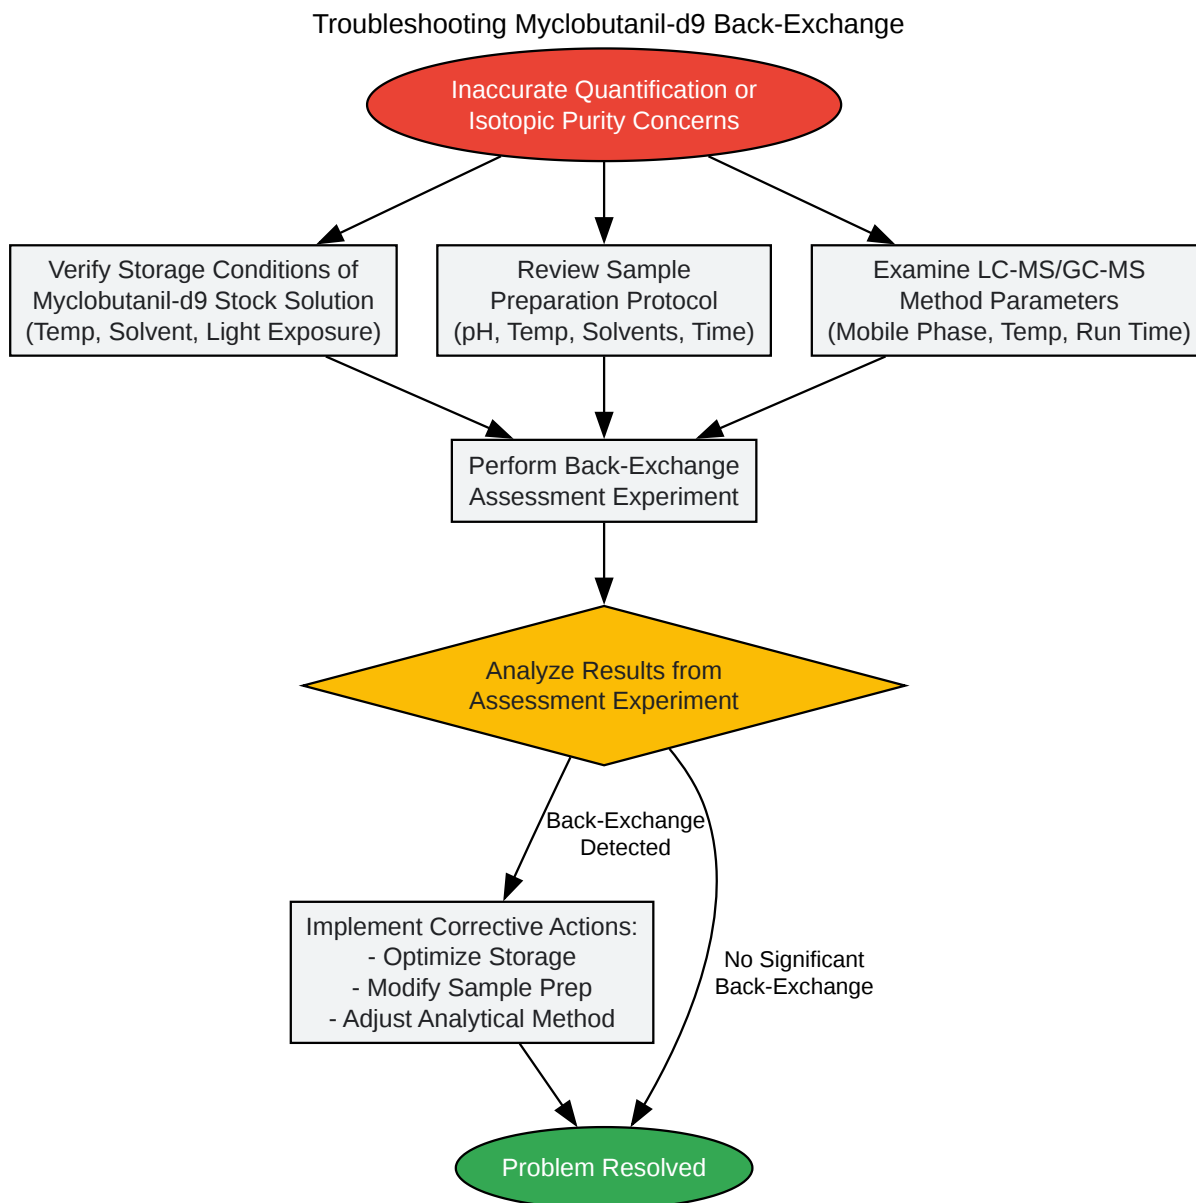 Troubleshooting Myclobutanil-d9 Back-Exchange
Inaccurate Quantification or
Isotopic Purity Concerns
Verify Storage Conditions of
Myclobutanil-d9 Stock Solution
(Temp, Solvent, Light Exposure)
Review Sample
Preparation Protocol
(pH, Temp, Solvents, Time)
Examine LC-MS/GC-MS
Method Parameters
(Mobile Phase, Temp, Run Time)
Perform Back-Exchange
Assessment Experiment
Analyze Results from
Assessment Experiment
Back-Exchange
Detected
Implement Corrective Actions:
- Optimize Storage
- Modify Sample Prep
- Adjust Analytical Method
No Significant
Back-Exchange
Problem Resolved